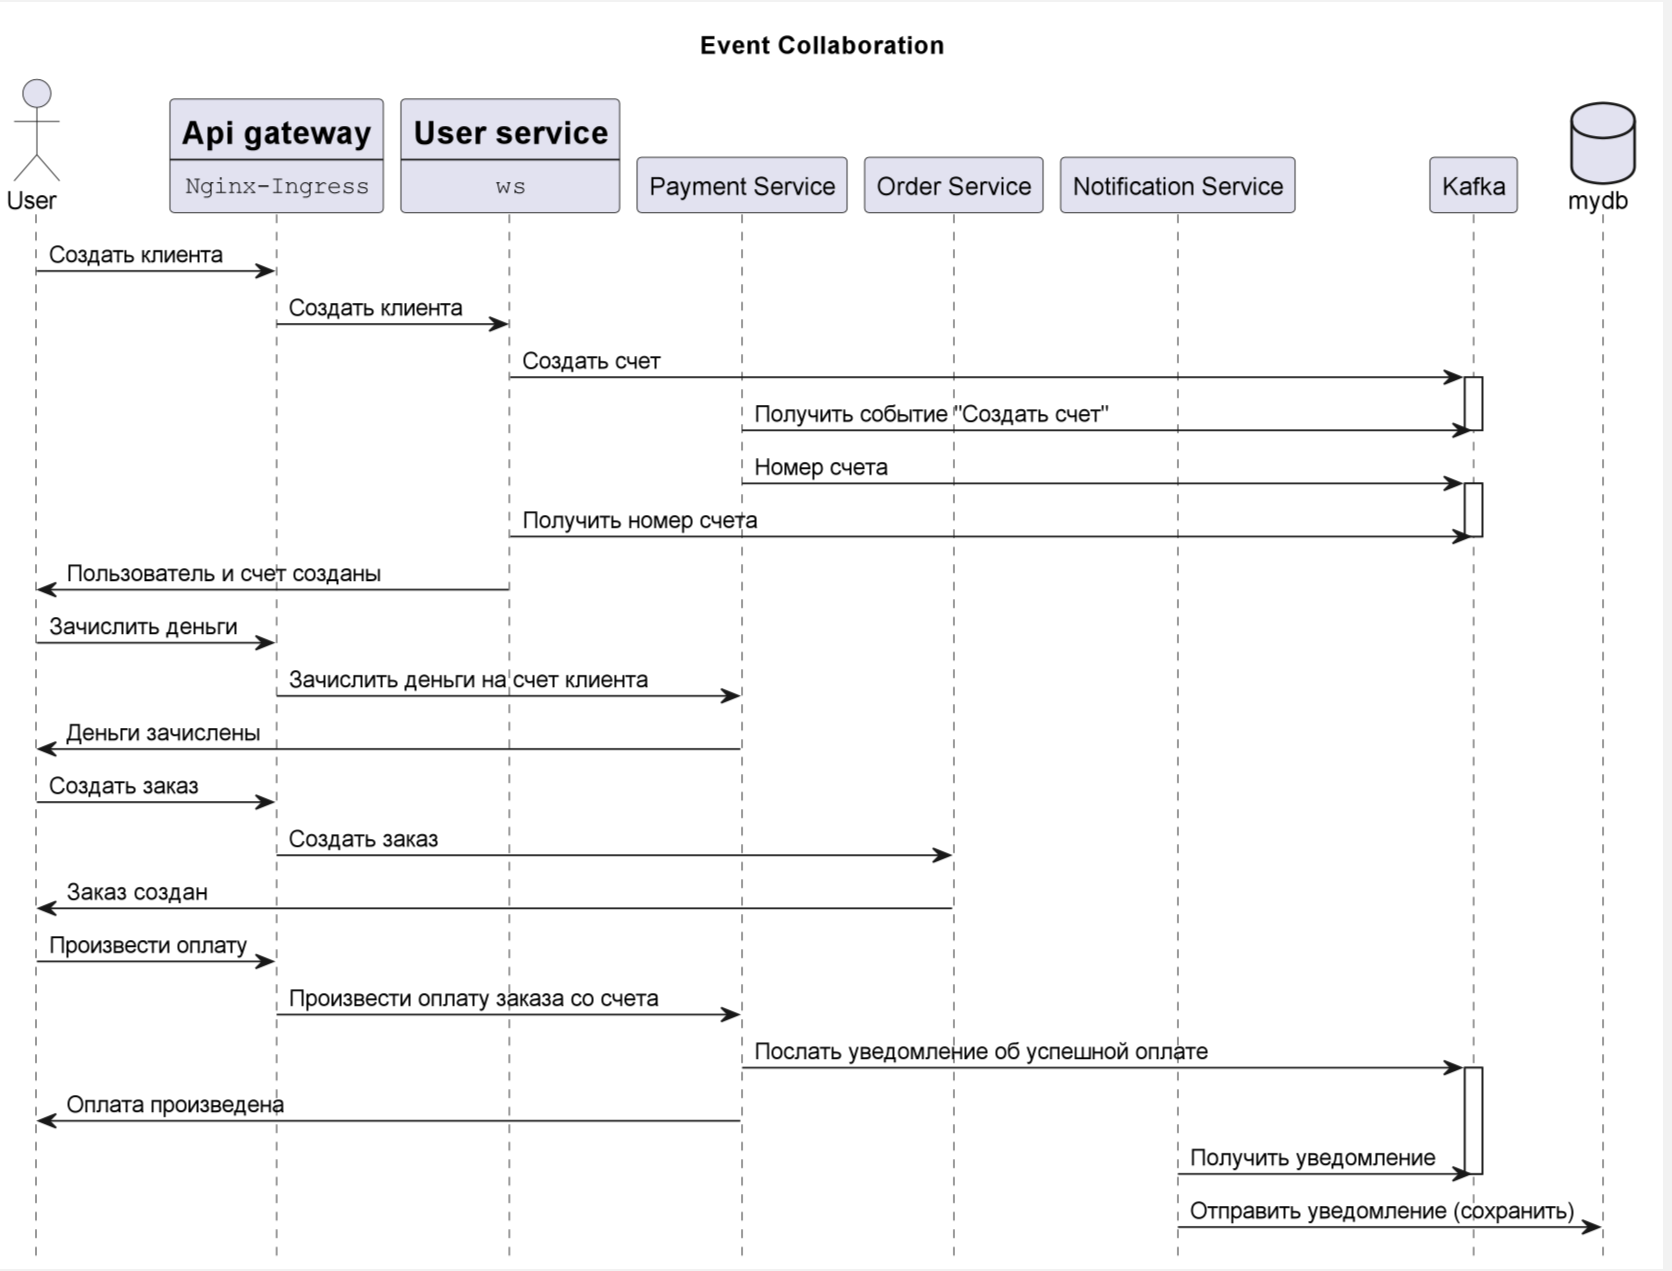 Event Collaboration
Api gateway
User service
Nginx-Ingress
ws
Payment Service
Order Service
Notification Service
Kafka
User
mydb
Создать клиента
Создать клиента
Создать счет
Получить событие "Создать счет"
Номер счета
Получить номер счета
Пользователь и счет созданы
Зачислить деньги
Зачислить деньги на счет клиента
Деньги зачислены
Создать заказ
Создать заказ
Заказ создан
Произвести оплату
Произвести оплату заказа со счета
Послать уведомление об успешной оплате
Оплата произведена
Получить уведомление
Отправить уведомление (сохранить)